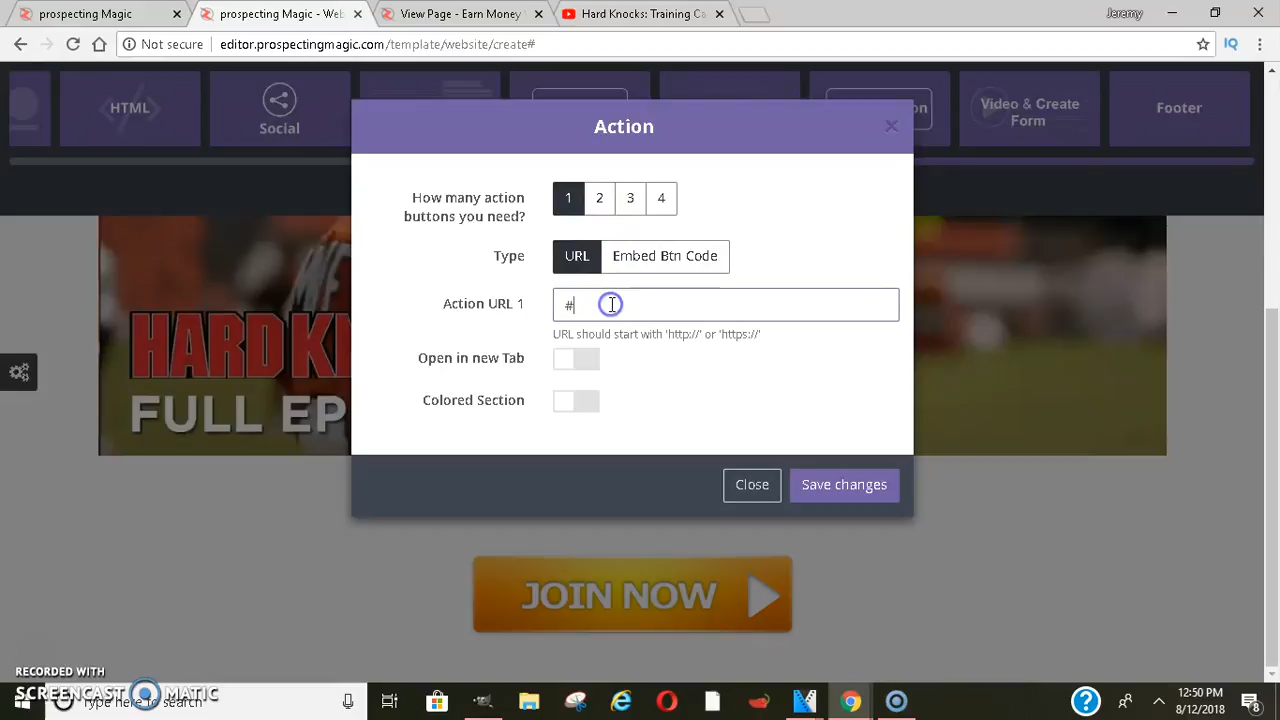 prospecting Magic
prospecting Magic - Web
View Page - Earn Money
Hard Knocks: Training Ca
Jeremy
Not secure
editor.prospectingmagic.com/template/website/create#
HTML
Social
Video & Create
Form
Footer
Action
How many action
buttons you need?
1 2 3 4
Type
URL
Embed Btn Code
Action URL 1
#
URL should start with 'http://' or 'https://'
Open in new Tab
Colored Section
Close
Save changes
FULL EP
JOIN NOW
RECORDED WITH
SCREENCAST MATIC
Type here to search
12:50 PM
8/12/2018
8